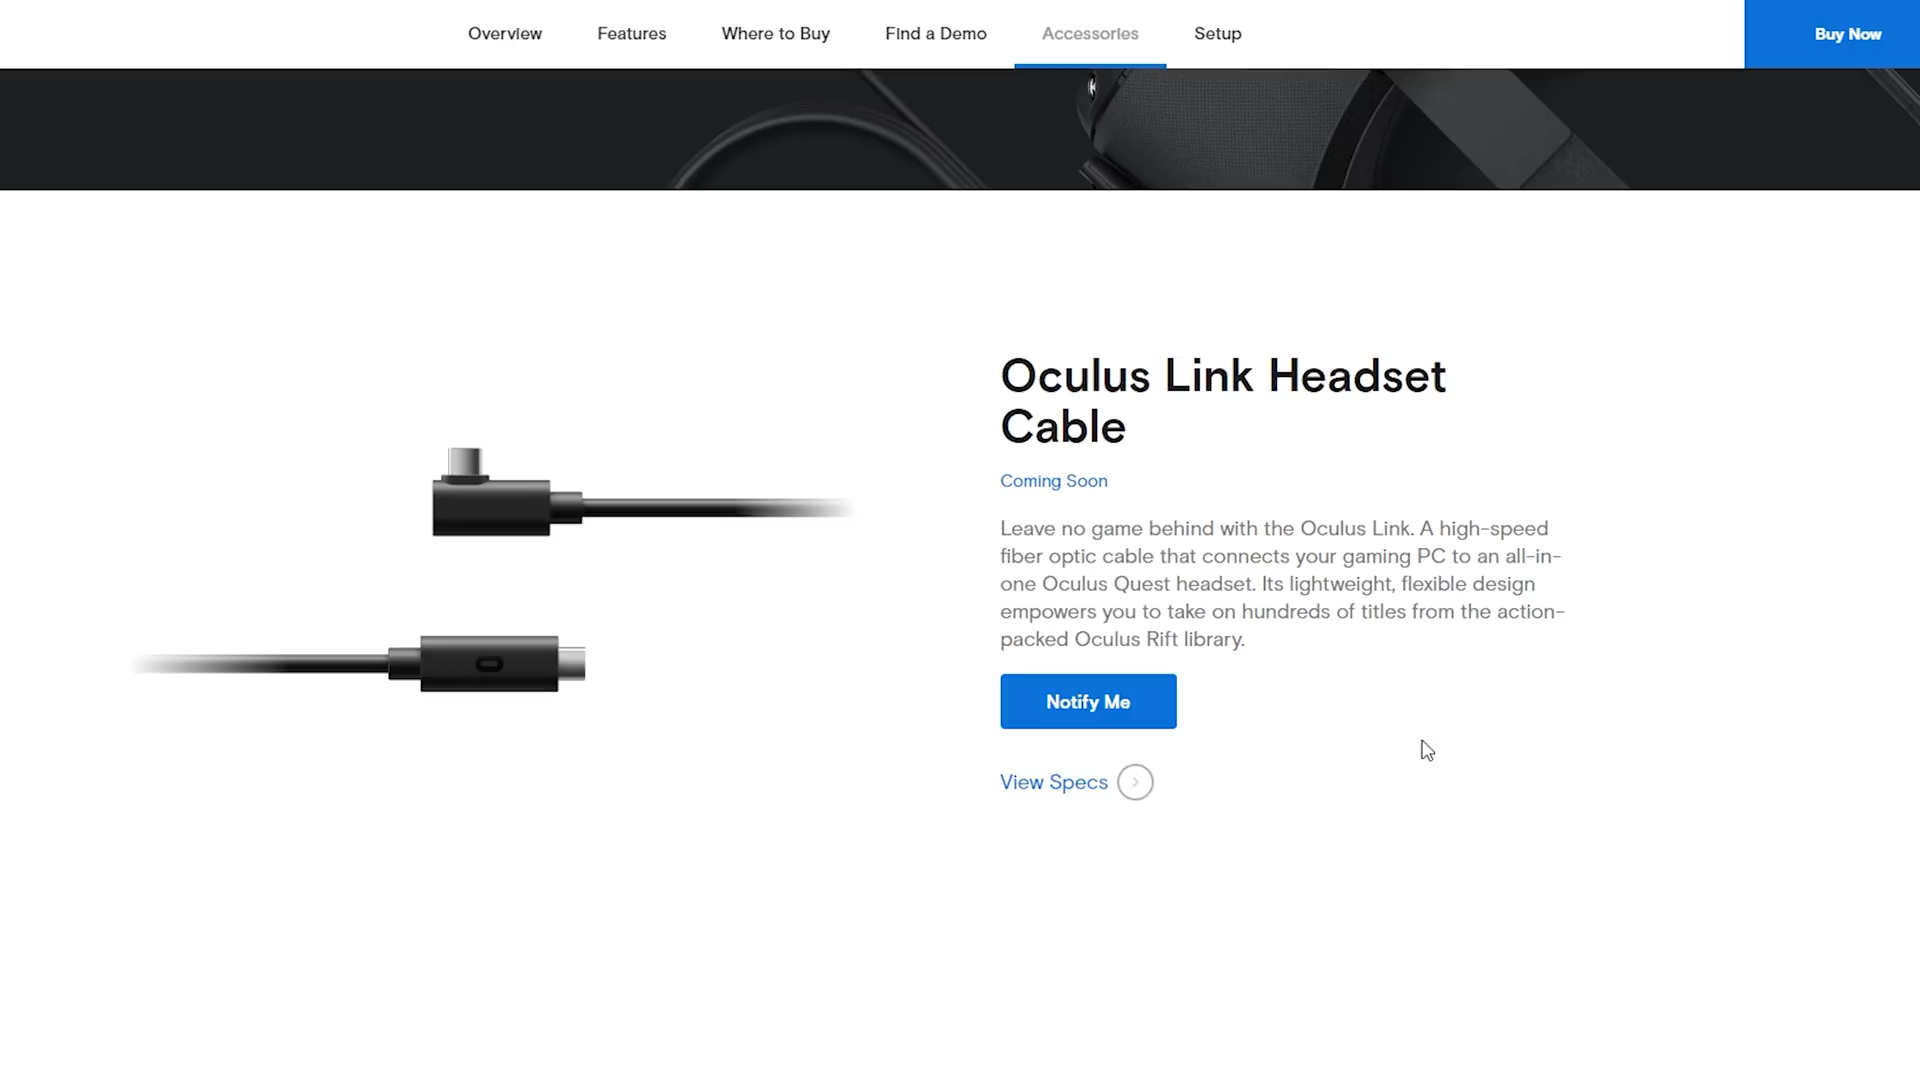 Overview Features Where to Buy Find a Demo Accessories Setup Buy Now
Oculus Link Headset
Cable
Coming Soon
Leave no game behind with the Oculus Link. A high-speed
fiber optic cable that connects your gaming PC to an all-in-
one Oculus Quest headset. Its lightweight, flexible design
empowers you to take on hundreds of titles from the action-
packed Oculus Rift library.
Notify Me
View Specs